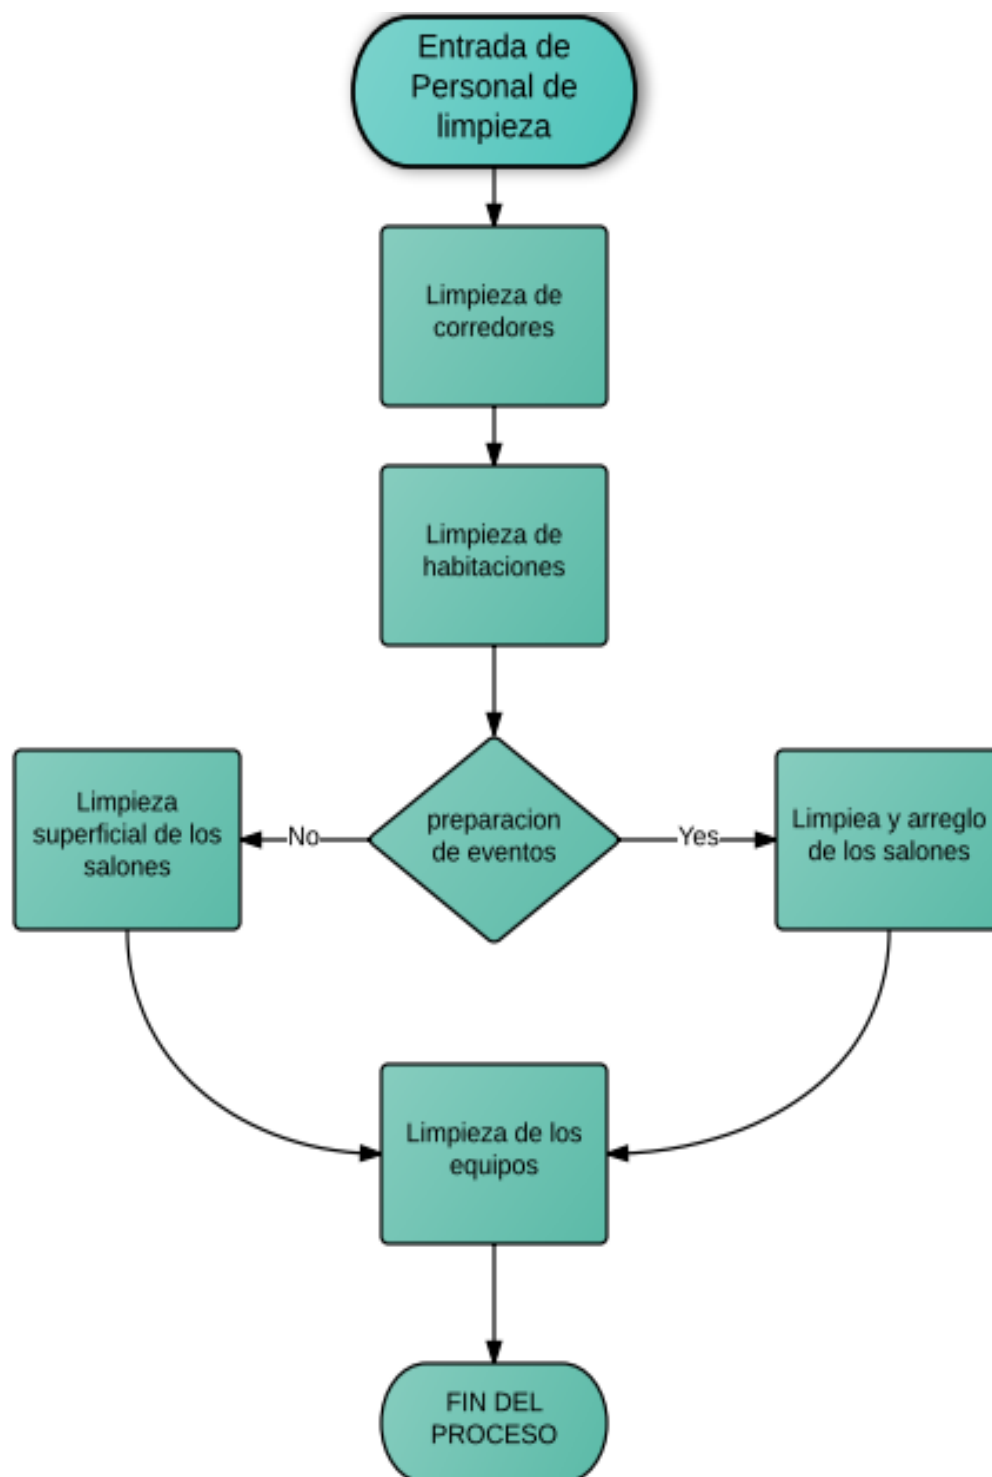 Entrada de
Personal de
limpieza
Limpieza de
corredores
Limpieza de
habitaciones
Limpieza
superficial de los
salones
No
preparacion
de eventos
Yes
Limpiea y arreglo
de los salones
Limpieza de los
equipos
FIN DEL
PROCESO